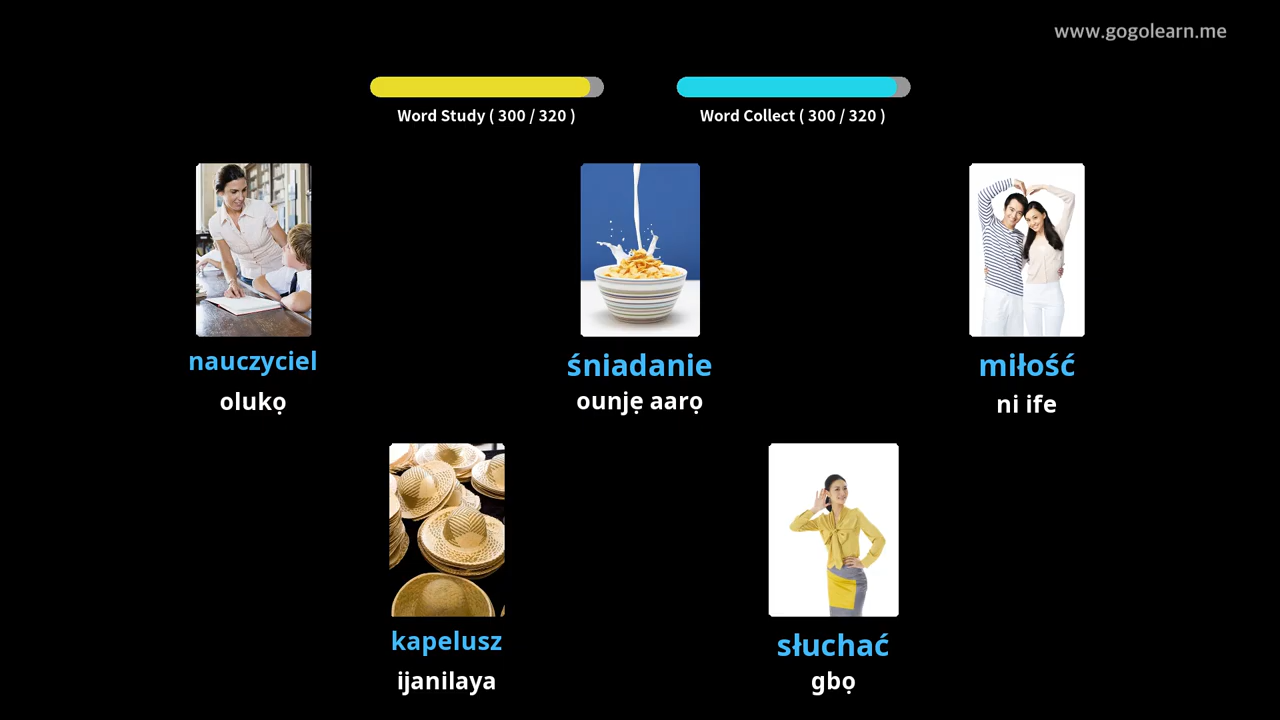 www.gogolearn.me
Word Study ( 300 / 320 )
Word Collect ( 300 / 320 )
nauczyciel
olukọ
śniadanie
ounjẹ aarọ
miłość
ni ife
kapelusz
ijanilaya
słuchać
gbọ